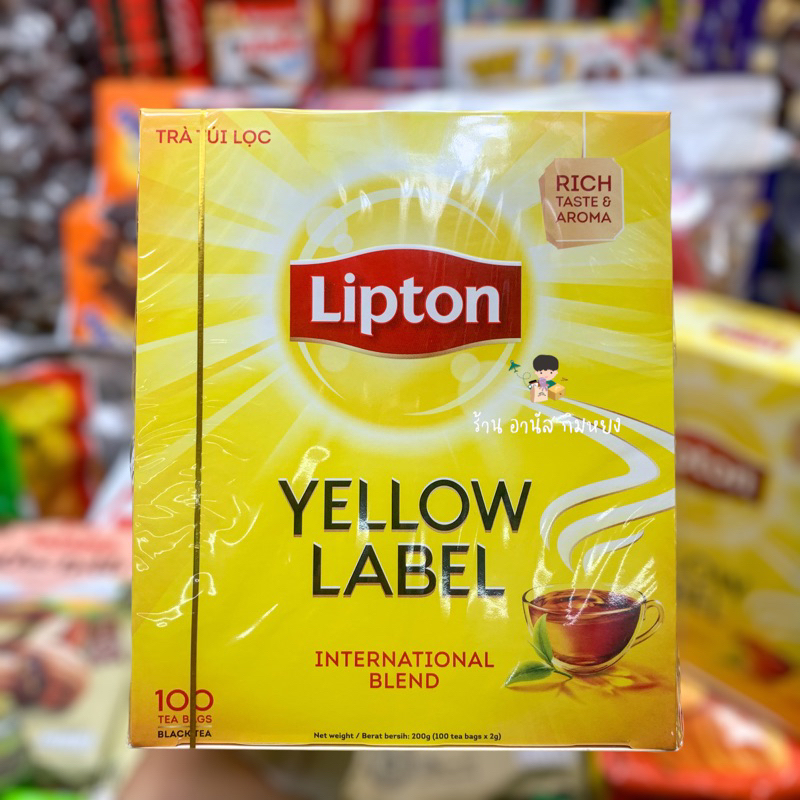 TRÀ TÚI LỌC
RICH
TASTE &
AROMA
Lipton
ร้าน อานัส กิมหยง
YELLOW
LABEL
INTERNATIONAL
BLEND
100
TEA BAGS
BLACK TEA
Net weight / Berat bersih: 200g (100 tea bags x 2g)